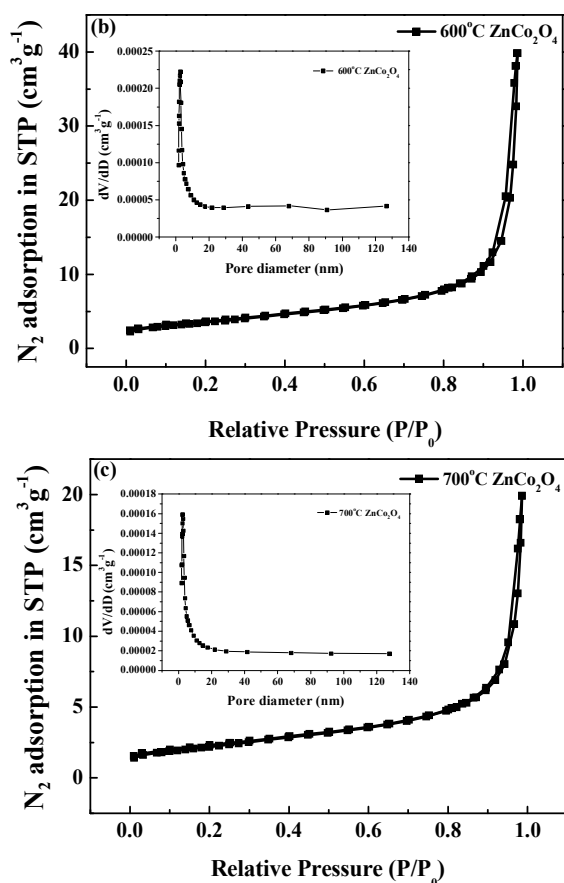 (b)
600°C ZnCo₂O₄
N₂ adsorption in STP (cm³g⁻¹)
40
30
20
10
0
0.0 0.2 0.4 0.6 0.8 1.0
Relative Pressure (P/P₀)
600°C ZnCo₂O₄
dV/dD (cm³g⁻¹)
0.00025
0.00020
0.00015
0.00010
0.00005
0.00000
0 20 40 60 80 100 120 140
Pore diameter (nm)
(c)
700°C ZnCo₂O₄
N₂ adsorption in STP (cm³g⁻¹)
20
15
10
5
0
0.0 0.2 0.4 0.6 0.8 1.0
Relative Pressure (P/P₀)
700°C ZnCo₂O₄
dV/dD (cm³g⁻¹)
0.00018
0.00016
0.00014
0.00012
0.00010
0.00008
0.00006
0.00004
0.00002
0.00000
0 20 40 60 80 100 120 140
Pore diameter (nm)